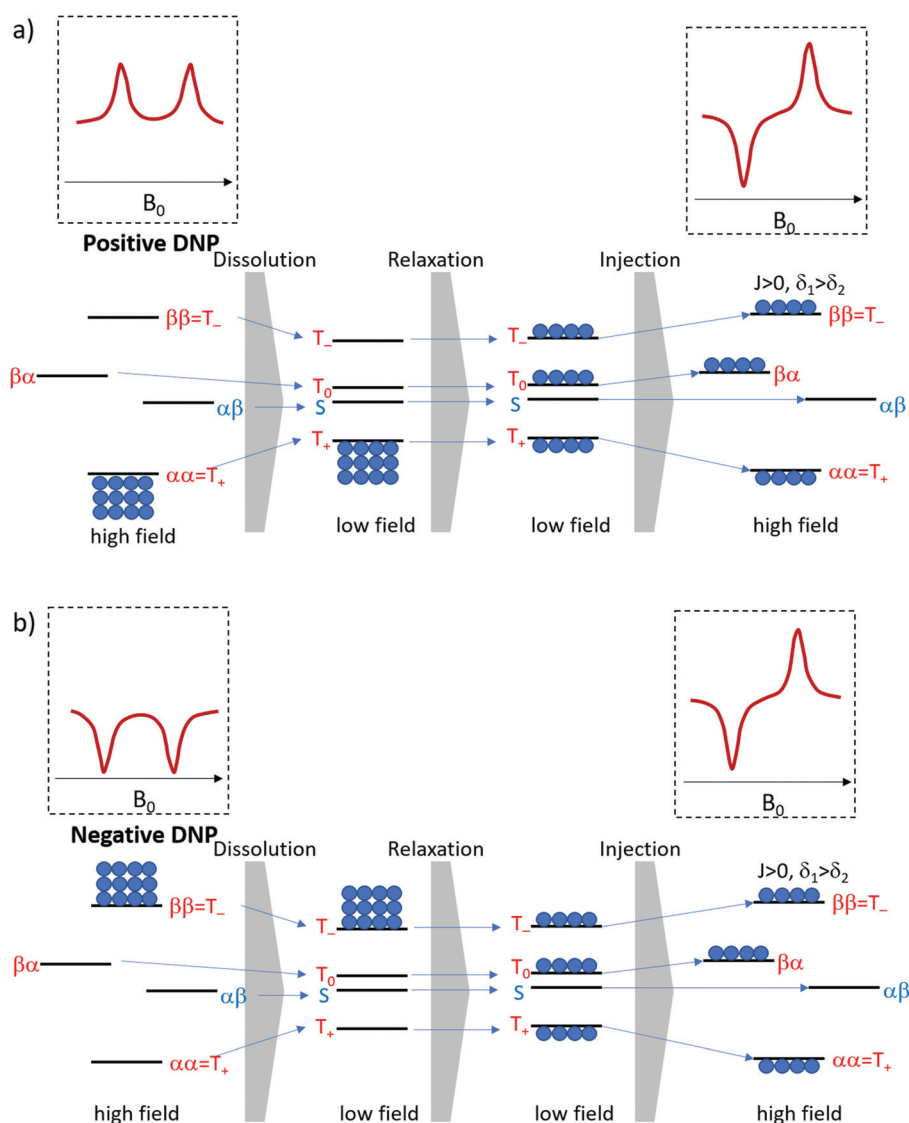 a)
B₀
B₀
Positive DNP
Dissolution
Relaxation
Injection
J>0, δ₁>δ₂
ββ=T₋
T₋
T₋
ββ=T₋
βα
T₀
T₀
βα
αβ
S
S
αβ
T₊
T₊
αα=T₊
αα=T₊
high field
low field
low field
high field
b)
B₀
B₀
Negative DNP
Dissolution
Relaxation
Injection
J>0, δ₁>δ₂
ββ=T₋
T₋
T₋
ββ=T₋
βα
T₀
T₀
βα
αβ
S
S
αβ
T₊
T₊
αα=T₊
αα=T₊
high field
low field
low field
high field